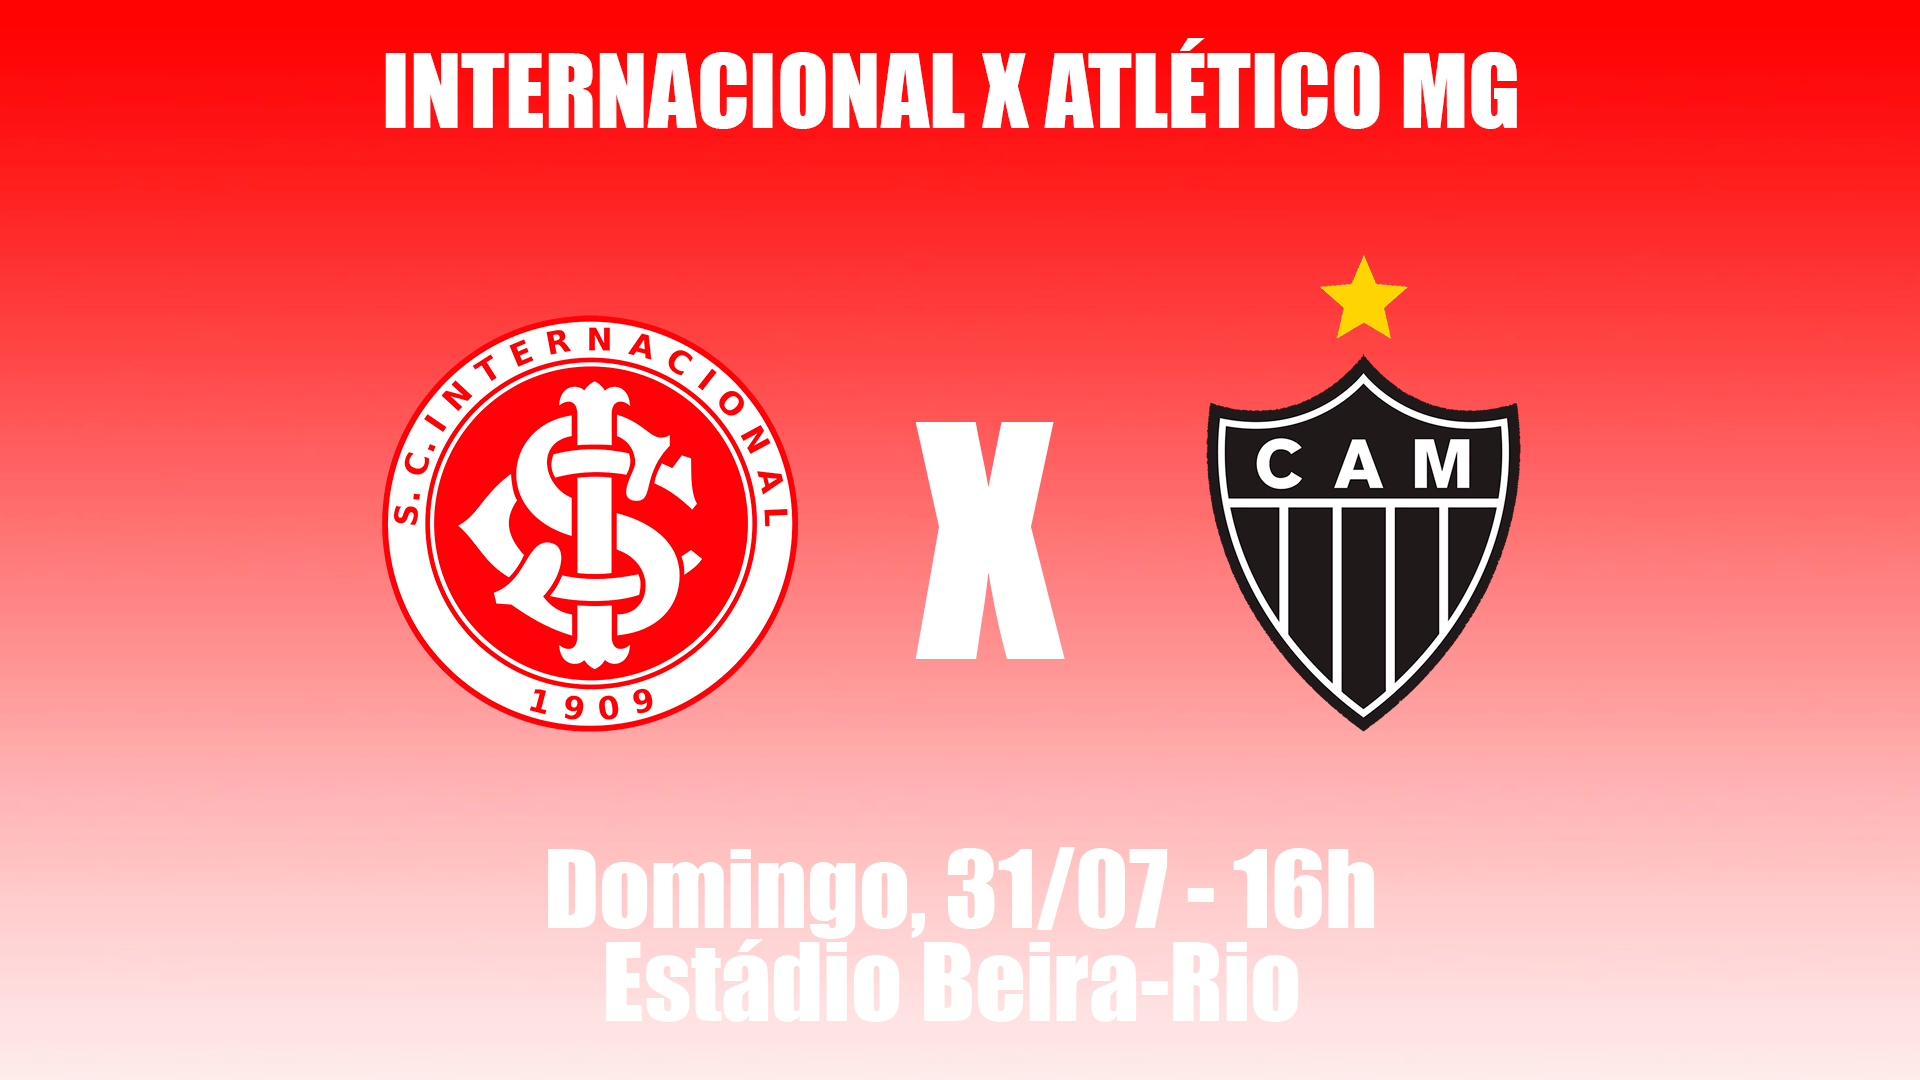 INTERNACIONAL X ATLÉTICO MG
S.C.INTERNACIONAL
1909
X
CAM
Domingo, 31/07 - 16h
Estádio Beira-Rio